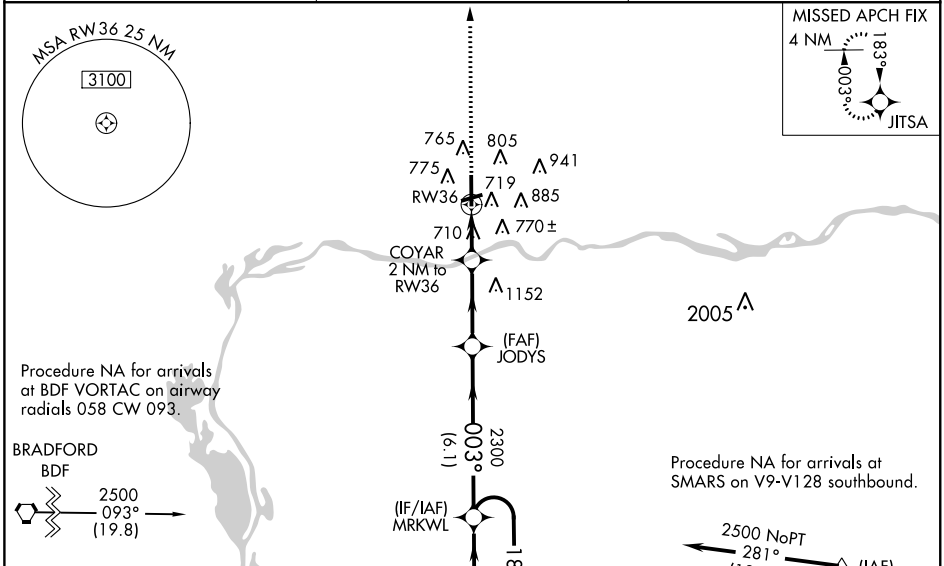 MSA RW36 25 NM
3100
MISSED APCH FIX
4 NM
183°
003°
JITSA
765
805
941
775
719
885
RW36
710
770±
COYAR
2 NM to
RW36
1152
2005
(FAF)
JODYS
Procedure NA for arrivals
at BDF VORTAC on airway
radials 058 CW 093.
2300
003°
(6.1)
BRADFORD
BDF
2500
093°
(19.8)
(IF/IAF)
MRKWL
18
Procedure NA for arrivals at
SMARS on V9-V128 southbound.
2500 NoPT
281°
(IAF)